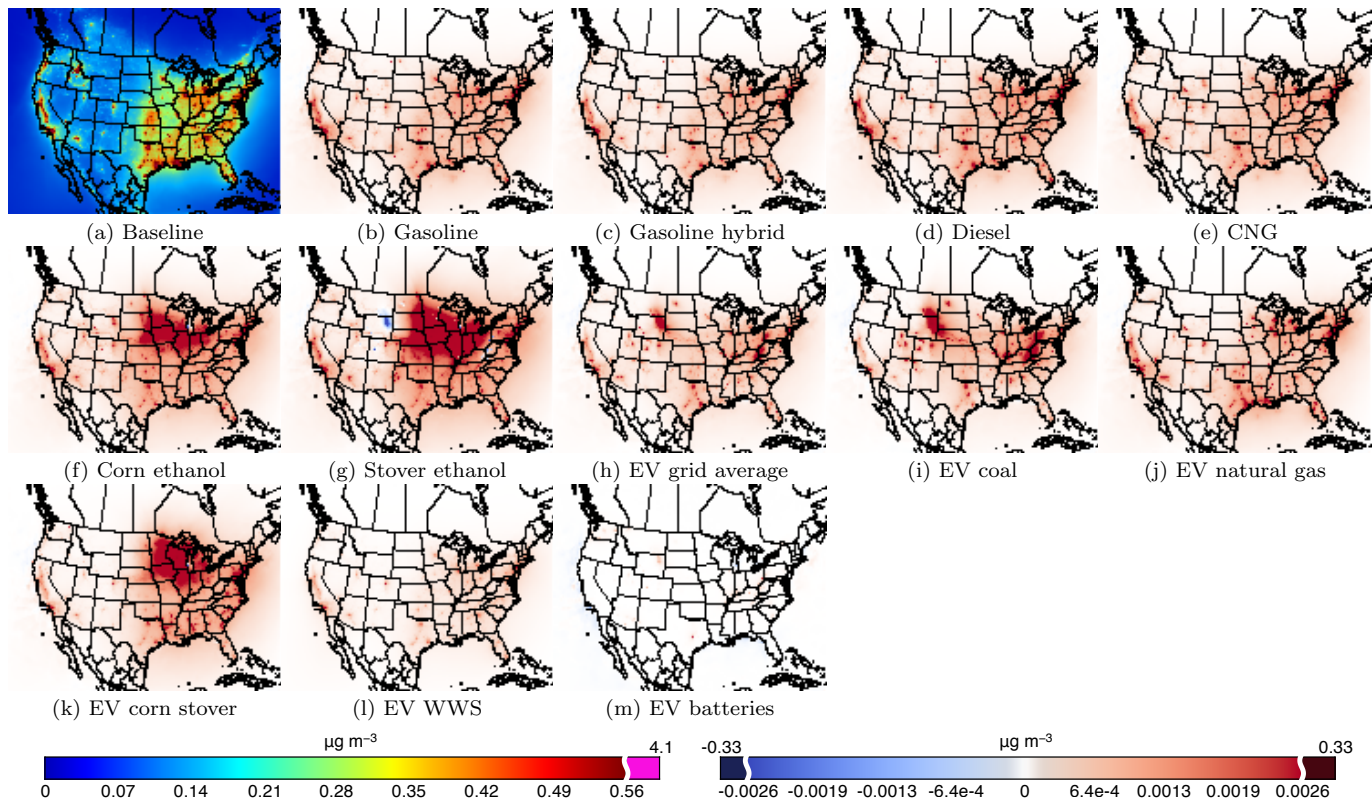 (a) Baseline (b) Gasoline (c) Gasoline hybrid (d) Diesel (e) CNG
(f) Corn ethanol (g) Stover ethanol (h) EV grid average (i) EV coal (j) EV natural gas
(k) EV corn stover (l) EV WWS (m) EV batteries
µg m⁻³ 4.1 -0.33 µg m⁻³ 0.33
0 0.07 0.14 0.21 0.28 0.35 0.42 0.49 0.56 -0.0026 -0.0019 -0.0013 -6.4e-4 0 6.4e-4 0.0013 0.0019 0.0026